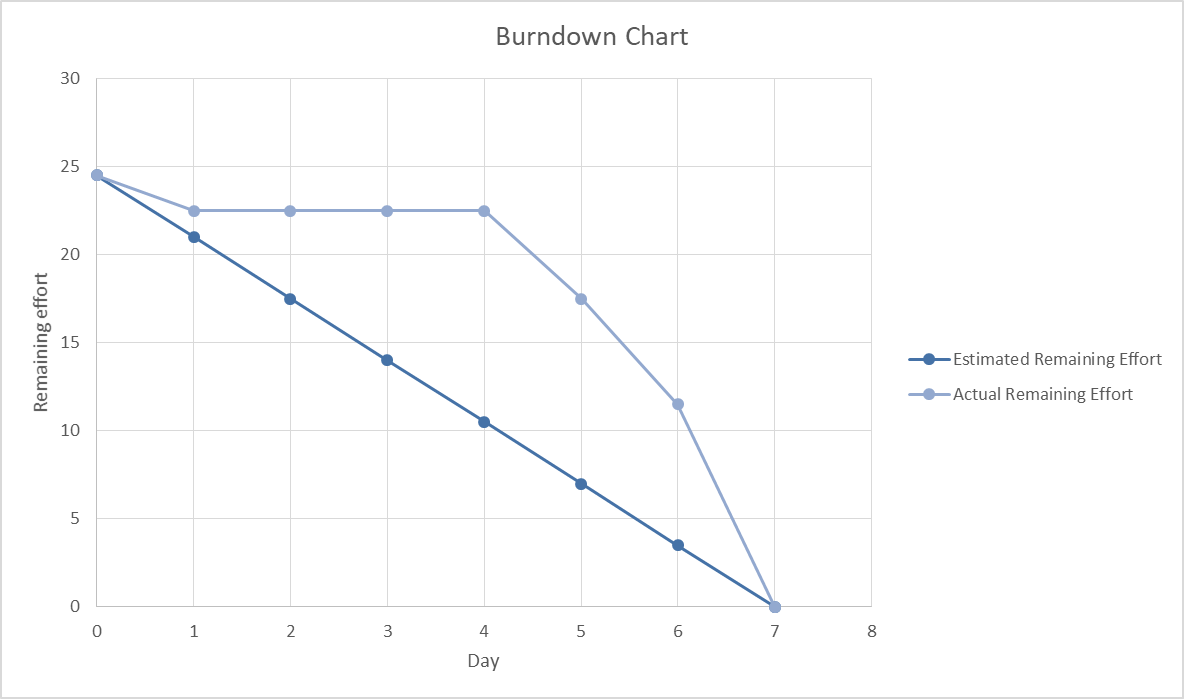 Burndown Chart
30
25
20
15
10
5
0
Remaining effort
0 1 2 3 4 5 6 7 8
Day
Estimated Remaining Effort
Actual Remaining Effort